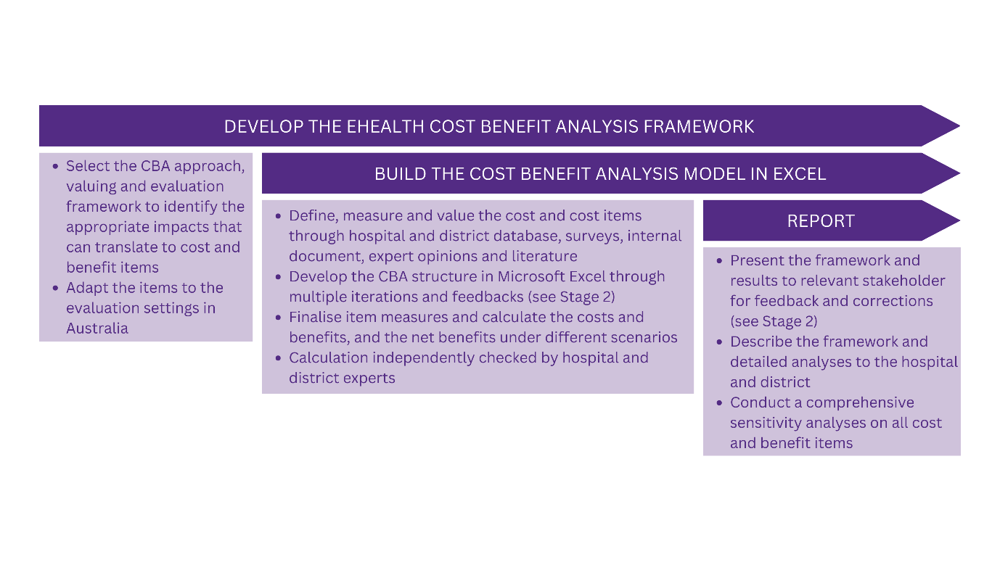 DEVELOP THE EHEALTH COST BENEFIT ANALYSIS FRAMEWORK
• Select the CBA approach,
valuing and evaluation
framework to identify the
appropriate impacts that
can translate to cost and
benefit items
• Adapt the items to the
evaluation settings in
Australia
BUILD THE COST BENEFIT ANALYSIS MODEL IN EXCEL
• Define, measure and value the cost and cost items
through hospital and district database, surveys, internal
document, expert opinions and literature
• Develop the CBA structure in Microsoft Excel through
multiple iterations and feedbacks (see Stage 2)
• Finalise item measures and calculate the costs and
benefits, and the net benefits under different scenarios
• Calculation independently checked by hospital and
district experts
REPORT
• Present the framework and
results to relevant stakeholder
for feedback and corrections
(see Stage 2)
• Describe the framework and
detailed analyses to the hospital
and district
• Conduct a comprehensive
sensitivity analyses on all cost
and benefit items